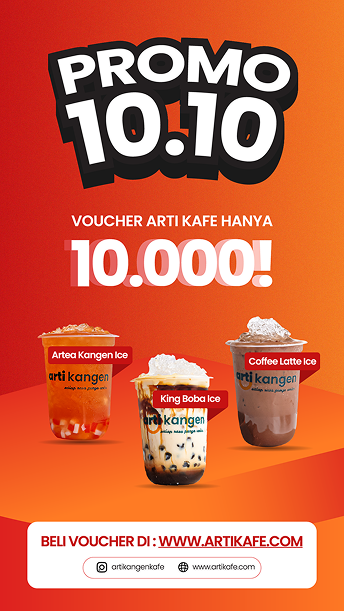 PROMO
10.10
VOUCHER ARTI KAFE HANYA
10.000!
Artea Kangen Ice
Coffee Latte Ice
arti kangen
arti kangen
King Boba Ice
arti kangen
BELI VOUCHER DI : WWW.ARTIKAFE.COM
artikangenkafe
www.artikafe.com